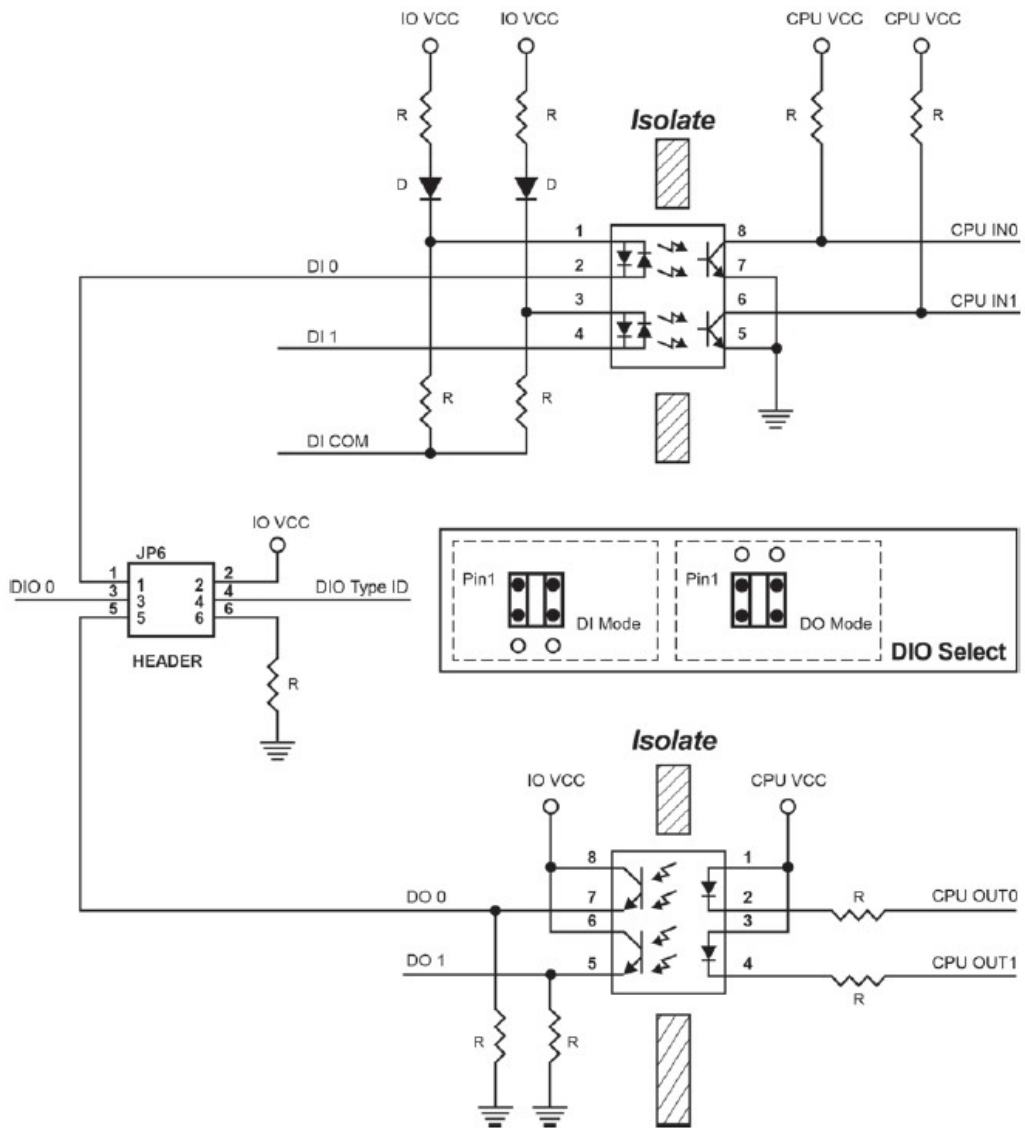 IO VCC IO VCC CPU VCC CPU VCC
R R Isolate R R
D D
1 8 CPU IN0
DI 0 2 7
3 6 CPU IN1
DI 1 4 5
R R
DI COM
IO VCC
JP6
1 1 2 2
DIO 0 3 3 4 4 DIO Type ID
5 5 6 6
HEADER
R
Pin1 DI Mode
Pin1 DO Mode
DIO Select
Isolate
IO VCC CPU VCC
8 1
DO 0 7 2 R CPU OUT0
6 3
DO 1 5 4 R CPU OUT1
R R